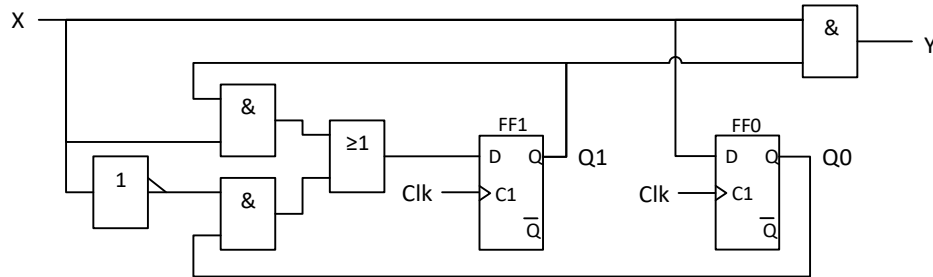 X
&
Y
&
≥1
FF1
FF0
D Q Q1
D Q Q0
1
Clk C1
Clk C1
&
Q̅
Q̅